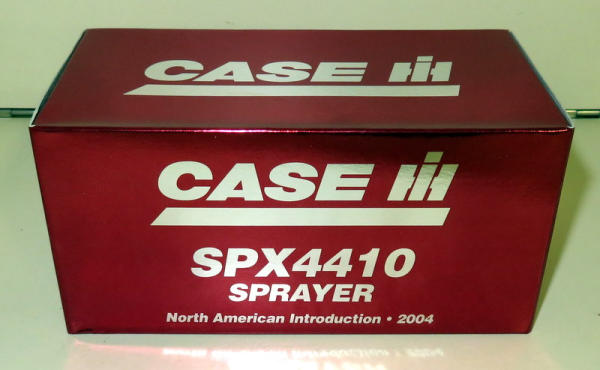 CASE IH
CASE IH
SPX4410
SPRAYER
North American Introduction • 2004